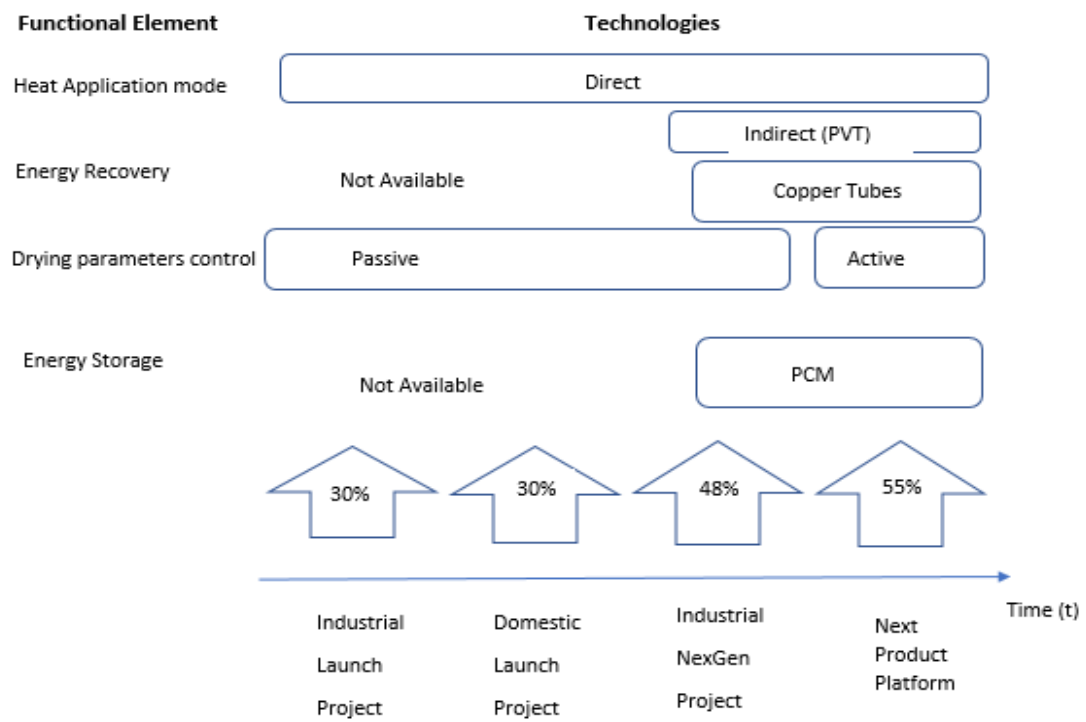 Functional Element
Technologies
Heat Application mode
Direct
Indirect (PVT)
Energy Recovery
Not Available
Copper Tubes
Drying parameters control
Passive
Active
Energy Storage
Not Available
PCM
30%
30%
48%
55%
Time (t)
Industrial
Launch
Project
Domestic
Launch
Project
Industrial
NexGen
Project
Next
Product
Platform